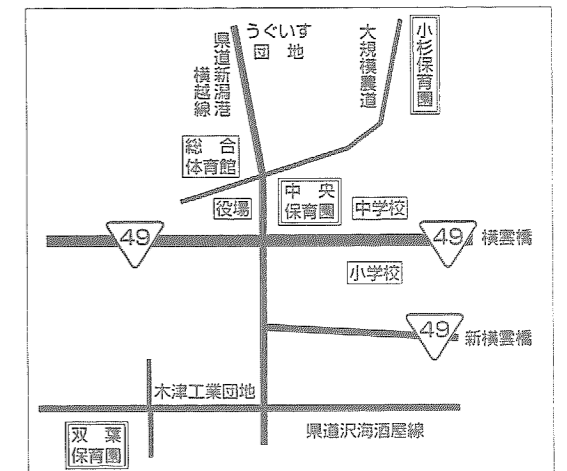 うぐいす
団 地
県道新潟港
横越線
大規模農道
小杉保育園
総 合
体育館
役場
中 央
保育園
中学校
49
49
横雲橋
小学校
49
新横雲橋
木津工業団地
双 葉
保育園
県道沢海酒屋線